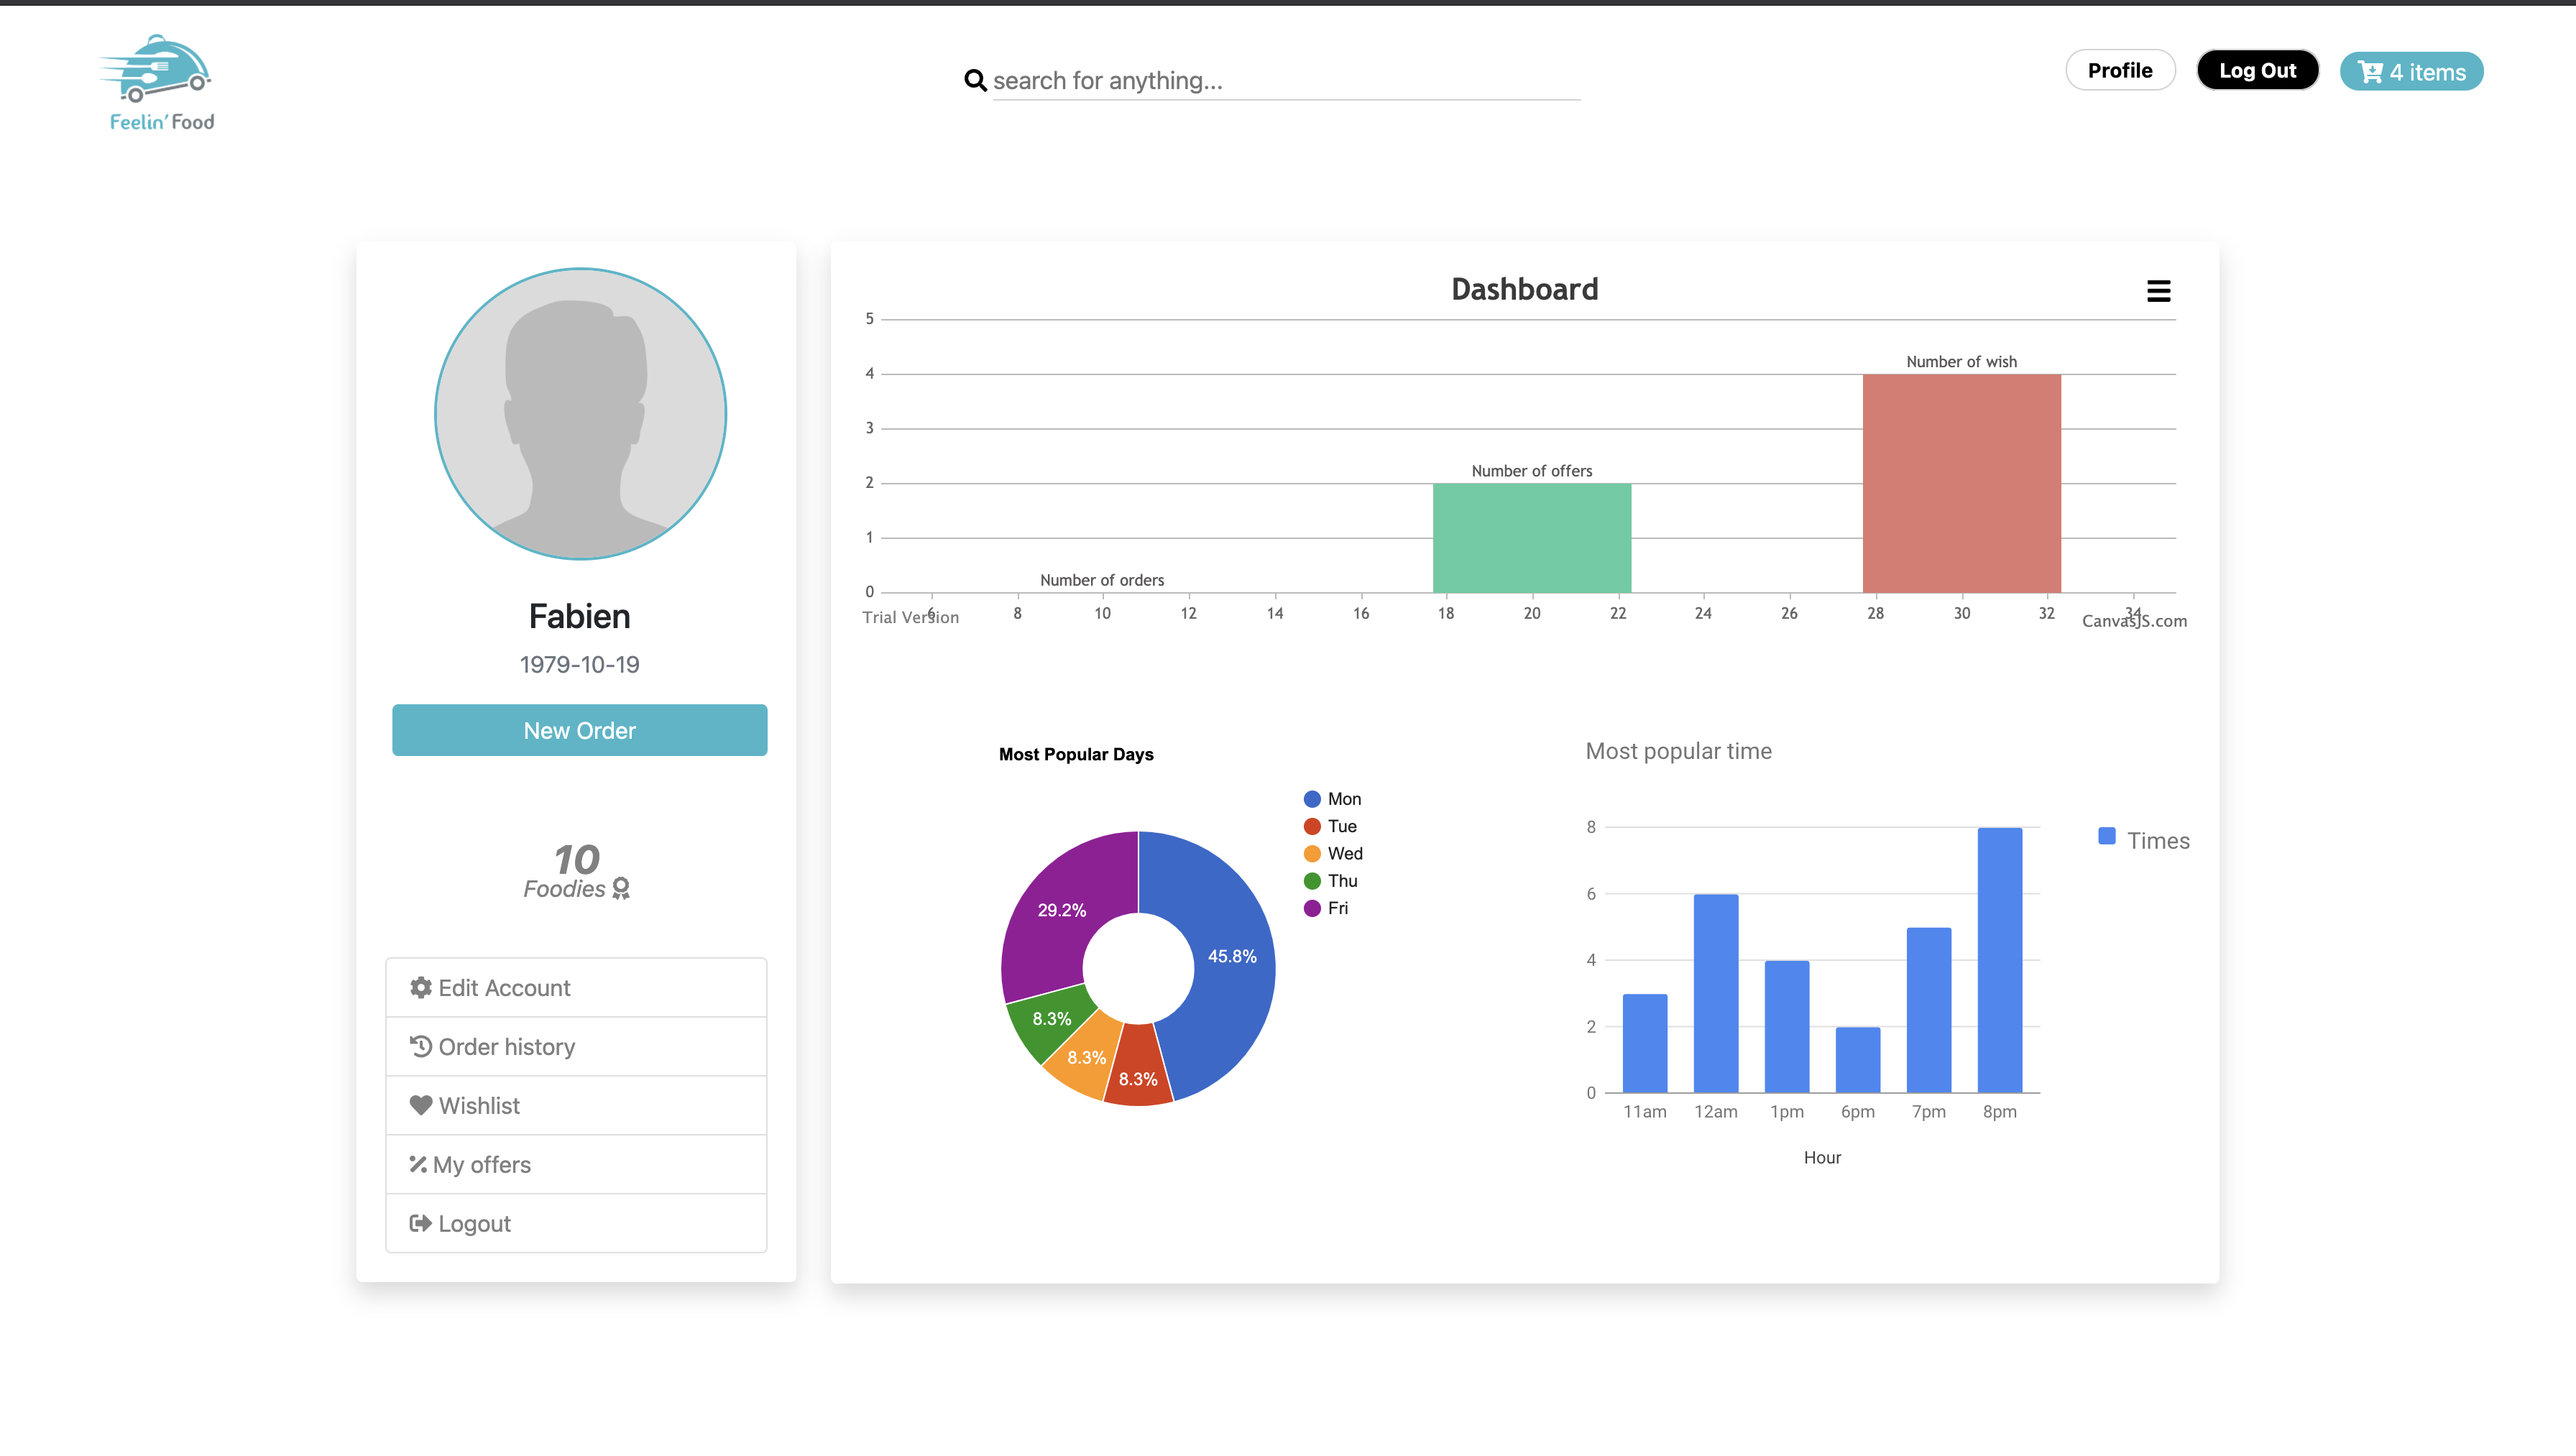 Feelin' Food
search for anything...
Profile
Log Out
4 items
Fabien
1979-10-19
New Order
10
Foodies
Edit Account
Order history
Wishlist
My offers
Logout
Dashboard
5
4
3
2
1
0
Number of orders
Number of offers
Number of wish
6 8 10 12 14 16 18 20 22 24 26 28 30 32 34
Trial Version
CanvasJS.com
Most Popular Days
Mon
Tue
Wed
Thu
Fri
29.2%
45.8%
8.3%
8.3%
8.3%
Most popular time
8
6
4
2
0
Times
11am 12am 1pm 6pm 7pm 8pm
Hour